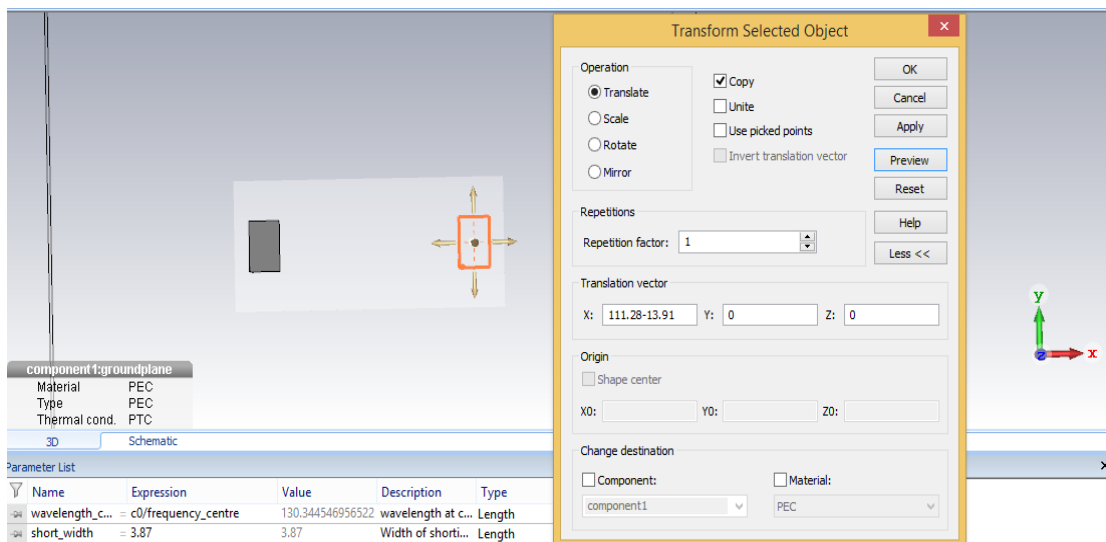 Transform Selected Object
Operation
Translate
Scale
Rotate
Mirror
Copy
Unite
Use picked points
Invert translation vector
OK
Cancel
Apply
Preview
Reset
Help
Less <<
Repetitions
Repetition factor: 1
Translation vector
X: 111.28-13.91 Y: 0 Z: 0
Origin
Shape center
X0: Y0: Z0:
Change destination
Component: Material:
component1 PEC
y
z x
component1:groundplane
Material PEC
Type PEC
Thermal cond. PTC
3D Schematic
Parameter List
Name Expression Value Description Type
wavelength_c... = c0/frequency_centre 130.344546956522 wavelength at c... Length
short_width = 3.87 3.87 Width of shorti... Length